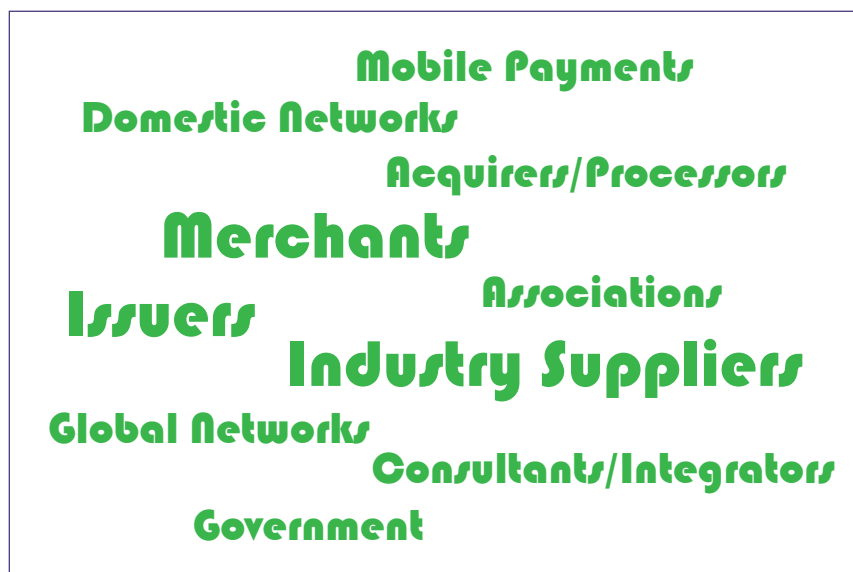 Mobile Payments
Domestic Networks
Acquirers/Processors
Merchants
Associations
Issuers
Industry Suppliers
Global Networks
Consultants/Integrators
Government